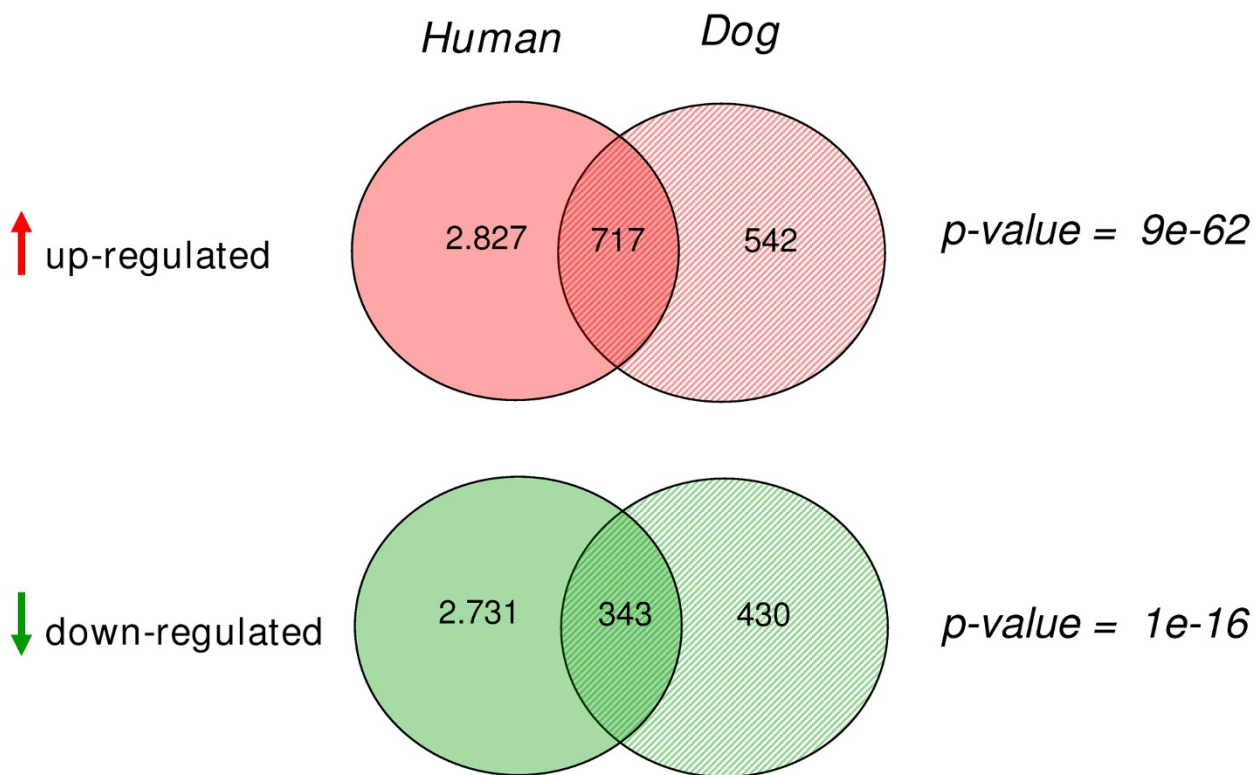 Human Dog
up-regulated 2.827 717 542 p-value = 9e-62
down-regulated 2.731 343 430 p-value = 1e-16